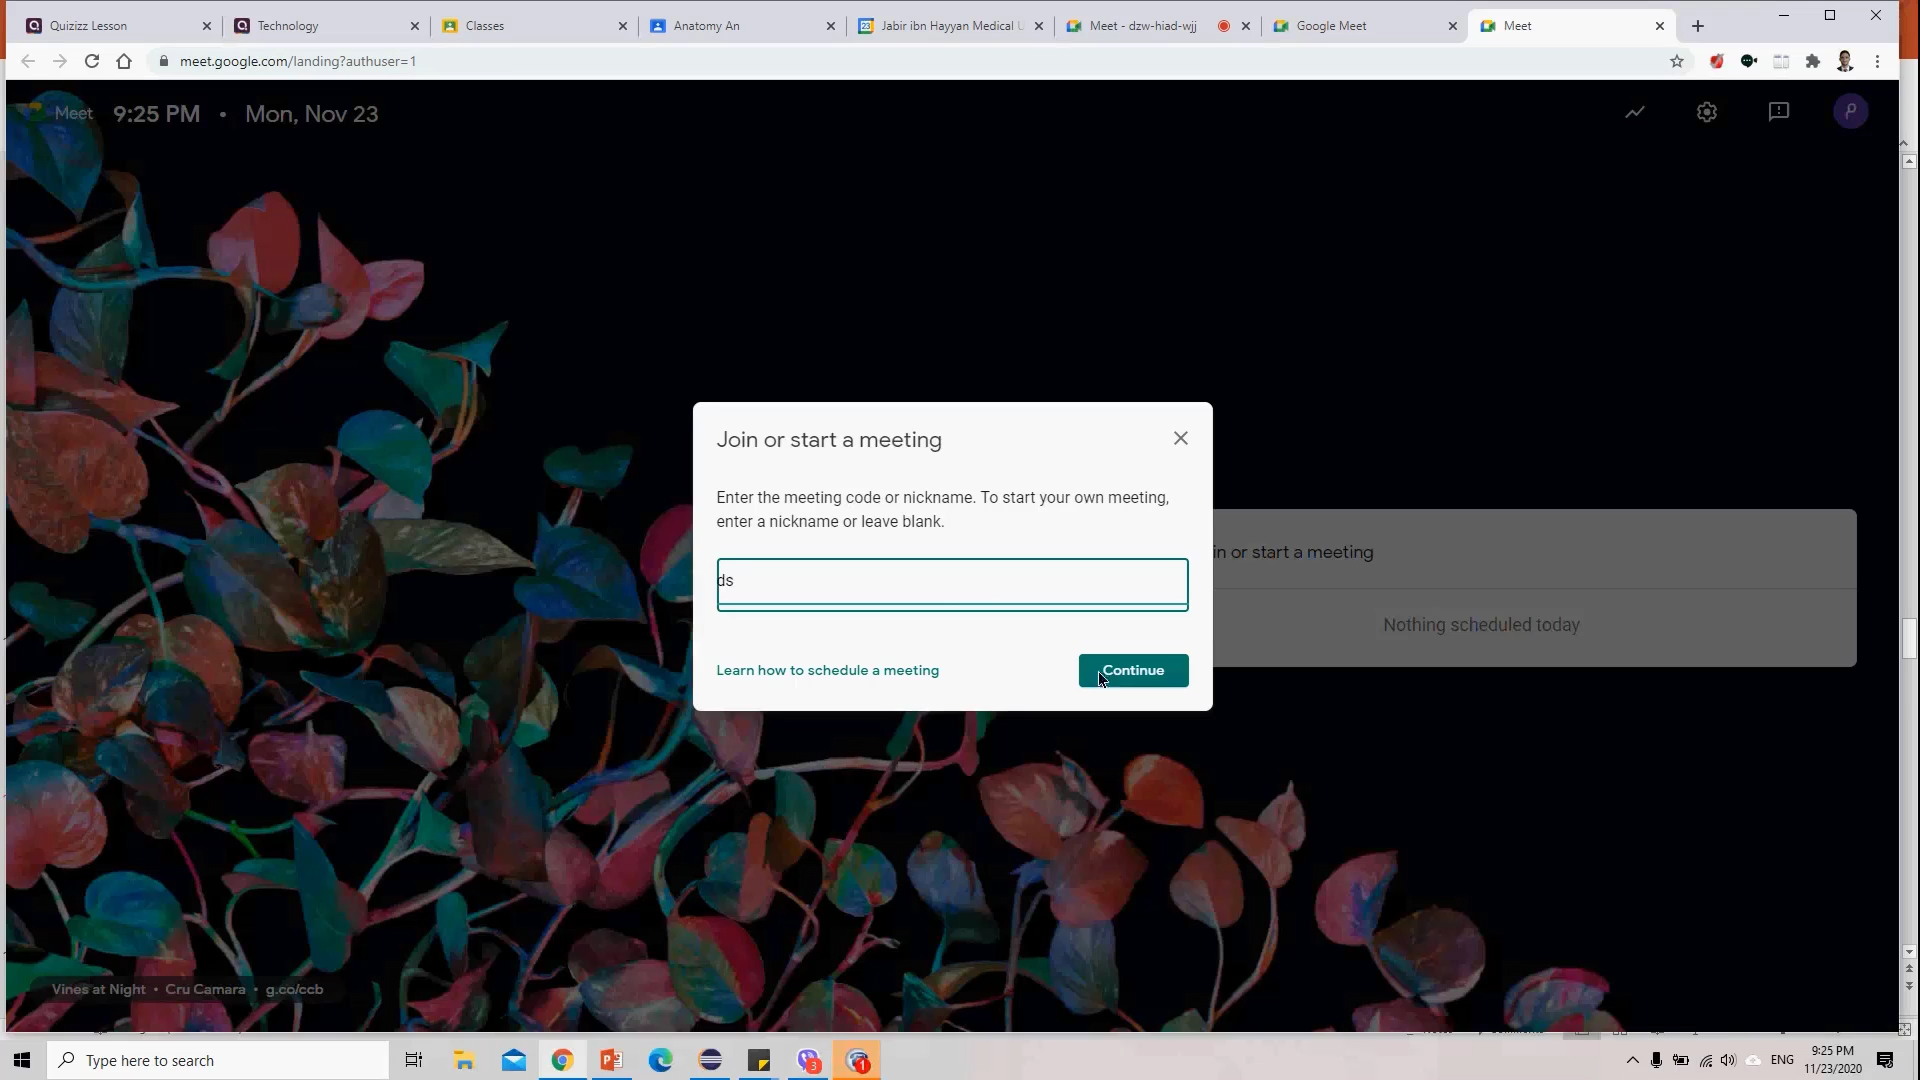 Quizizz Lesson
Technology
Classes
Anatomy An
Jabir ibn Hayyan Medical U
Meet - dzw-hiad-wjj
Google Meet
Meet
meet.google.com/landing?authuser=1
Meet 9:25 PM • Mon, Nov 23
P
Join or start a meeting
Enter the meeting code or nickname. To start your own meeting,
enter a nickname or leave blank.
ds
Learn how to schedule a meeting
Continue
in or start a meeting
Nothing scheduled today
Vines at Night • Cru Camara • g.co/ccb
Type here to search
3
1
ENG
9:25 PM
11/23/2020